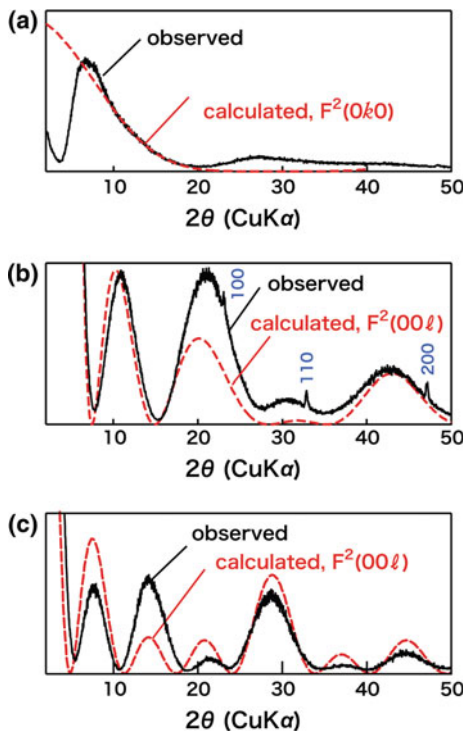 (a)
observed
calculated, F²(0k0)
10 20 30 40 50
2θ (CuKα)
(b)
100
observed
calculated, F²(00ℓ)
110
200
10 20 30 40 50
2θ (CuKα)
(c)
observed
calculated, F²(00ℓ)
10 20 30 40 50
2θ (CuKα)